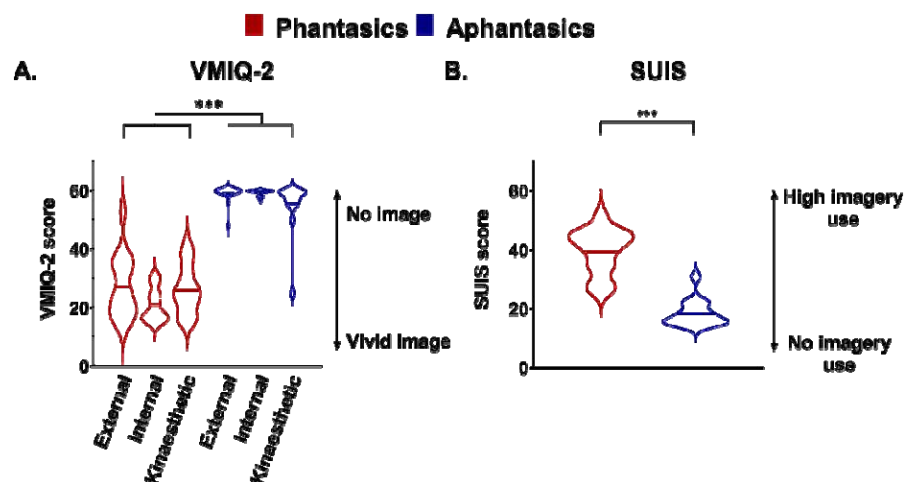 Phantasics Aphantasics
A. VMIQ-2
***
VMIQ-2 score
60
40
20
0
No image
Vivid image
External
Internal
Kinaesthetic
External
Internal
Kinaesthetic
B. SUIS
***
SUIS score
60
40
20
0
High imagery
use
No imagery
use